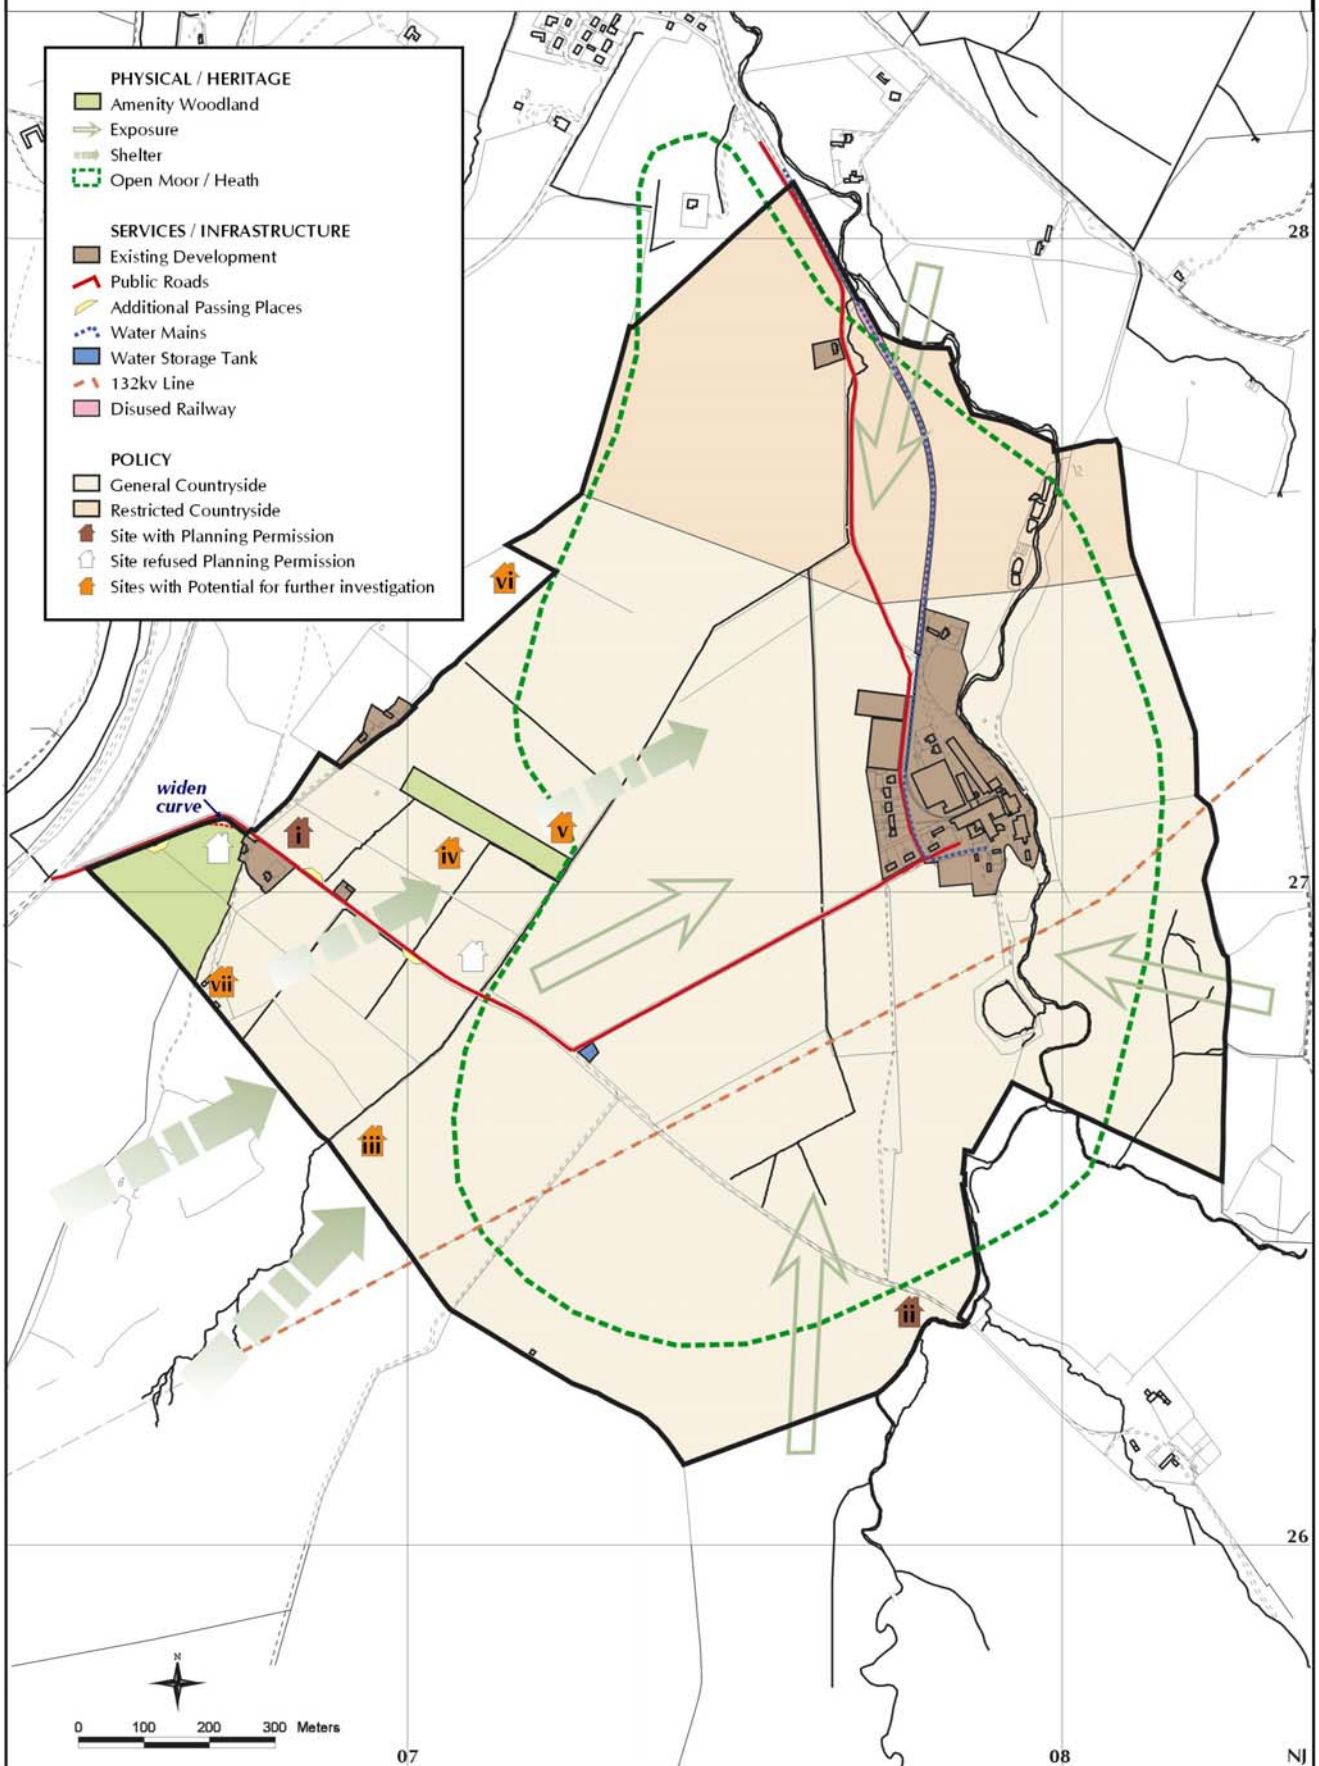 PHYSICAL / HERITAGE
Amenity Woodland
Exposure
Shelter
Open Moor / Heath
SERVICES / INFRASTRUCTURE
Existing Development
Public Roads
Additional Passing Places
Water Mains
Water Storage Tank
132kv Line
Disused Railway
POLICY
General Countryside
Restricted Countryside
Site with Planning Permission
Site refused Planning Permission
Sites with Potential for further investigation
28
vi
widen
curve
i
iv
v
27
vii
iii
ii
26
N
0 100 200 300 Meters
07
08
NJ